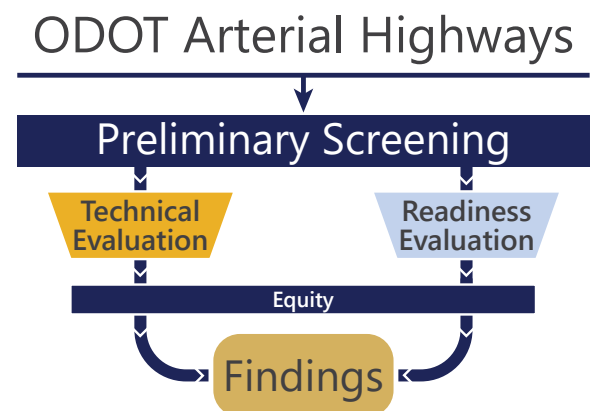 ODOT Arterial Highways
Preliminary Screening
Technical
Evaluation
Readiness
Evaluation
Equity
Findings